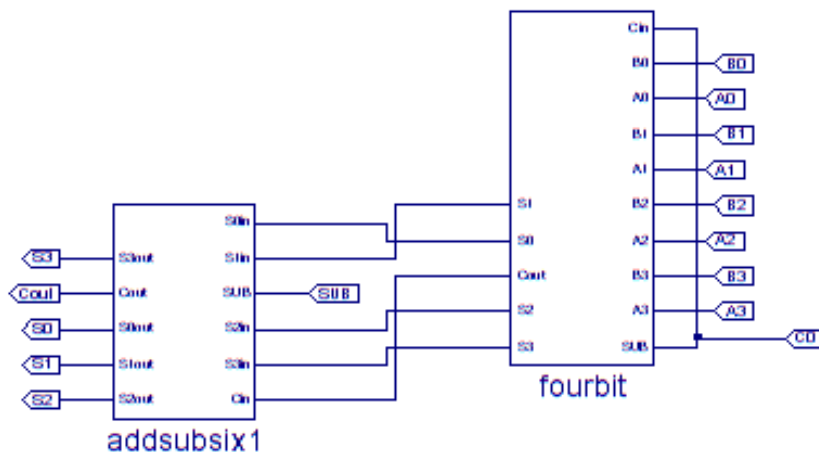 Cin
B0 B0
A0 A0
B1 B1
A1 A1
S1 B2 B2
S0in
S0 A2 A2
S3 S3out S1in
Cout B3 B3
Cout Cout SUB SUB
S2 A3 A3
S0 S0out S2in
S3 SUB C0
S1 S1out S3in
S2 S2out Cin
fourbit
addsubsix1